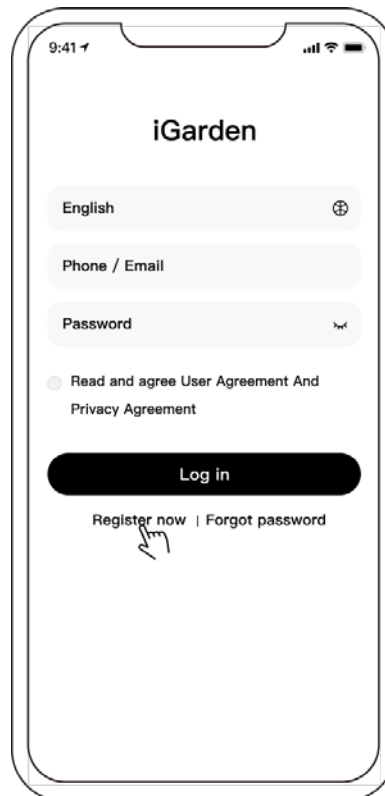 9:41
iGarden
English
Phone / Email
Password
Read and agree User Agreement And
Privacy Agreement
Log in
Register now | Forgot password